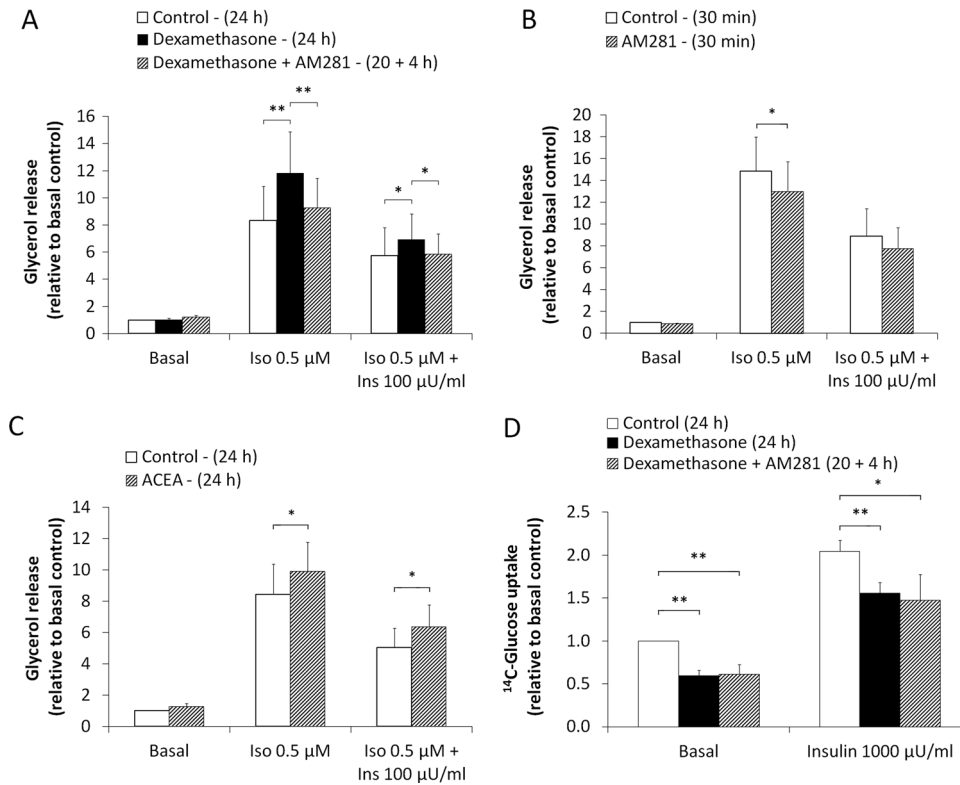 A
Control - (24 h)
Dexamethasone - (24 h)
Dexamethasone + AM281 - (20 + 4 h)
Glycerol release
(relative to basal control)
16
14
12
10
8
6
4
2
0
**
**
*
*
Basal
Iso 0.5 µM
Iso 0.5 µM +
Ins 100 µU/ml
B
Control - (30 min)
AM281 - (30 min)
Glycerol release
(relative to basal control)
20
18
16
14
12
10
8
6
4
2
0
*
Basal
Iso 0.5 µM
Iso 0.5 µM +
Ins 100 µU/ml
C
Control - (24 h)
ACEA - (24 h)
Glycerol release
(relative to basal control)
14
12
10
8
6
4
2
0
*
*
Basal
Iso 0.5 µM
Iso 0.5 µM +
Ins 100 µU/ml
D
Control (24 h)
Dexamethasone (24 h)
Dexamethasone + AM281 (20 + 4 h)
¹⁴C-Glucose uptake
(relative to basal control)
2.5
2.0
1.5
1.0
0.5
0.0
**
**
*
**
Basal
Insulin 1000 µU/ml